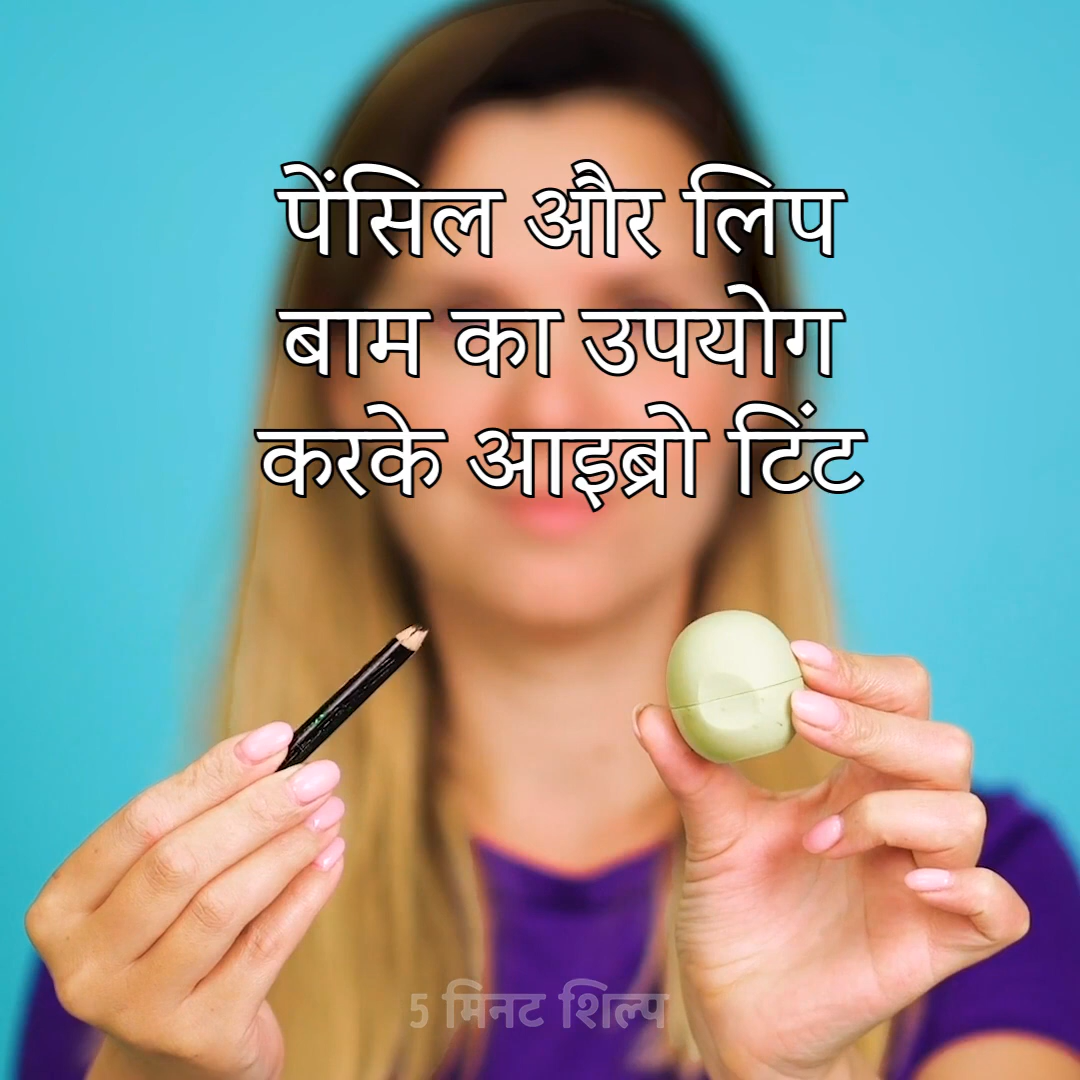 पेंसिल और लिप
बाम का उपयोग
करके आइब्रो टिंट
5 मिनट शिल्प